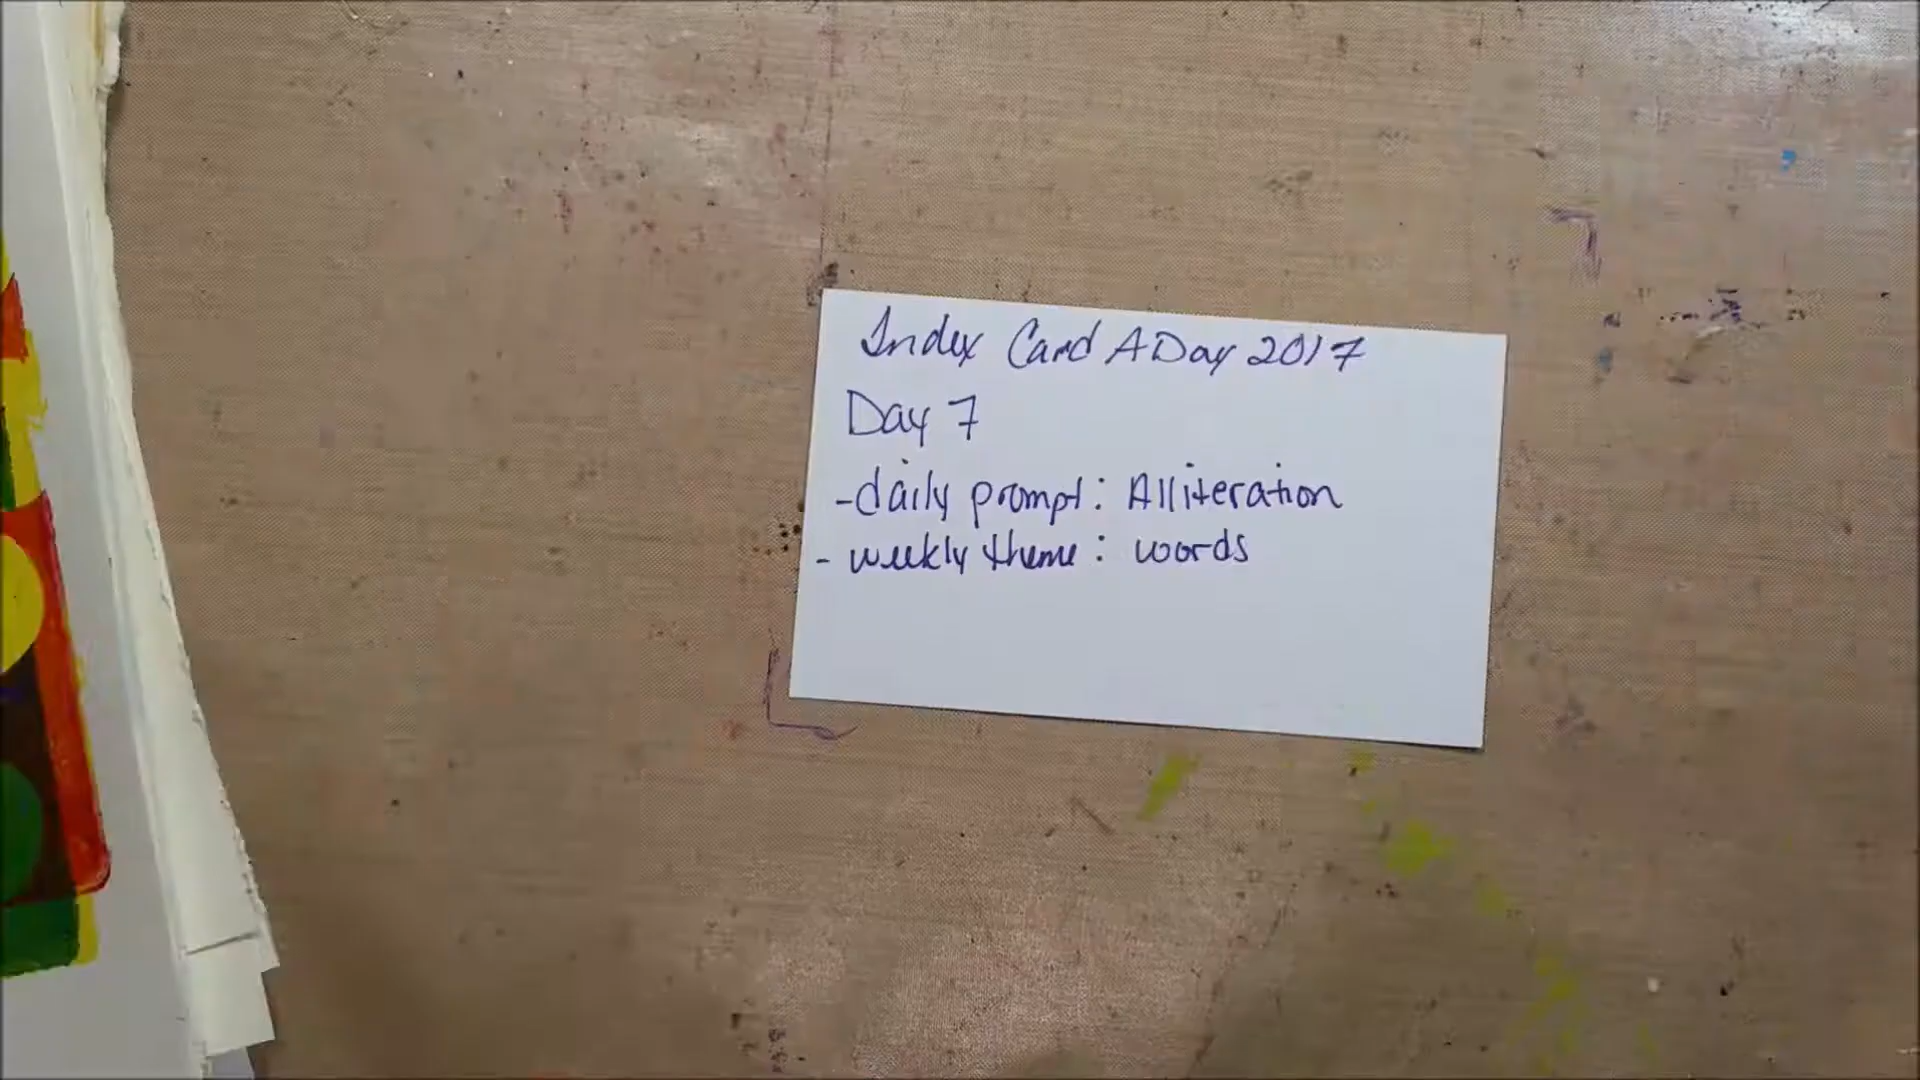 Index Card A Day 2017
Day 7
-daily prompt: Alliteration
- weekly theme: words